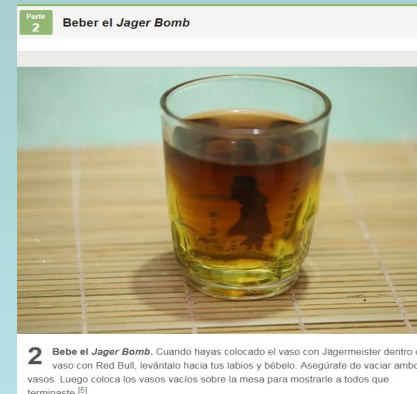 Parte
2
Beber el Jager Bomb
2 Bebe el Jager Bomb. Cuando hayas colocado el vaso con Jägermeister dentro
vaso con Red Bull, levántalo hacia tus labios y bébelo. Asegúrate de vaciar
vasos. Luego coloca los vasos vacíos sobre la mesa para mostrarle a todos que
terminaste.[5]